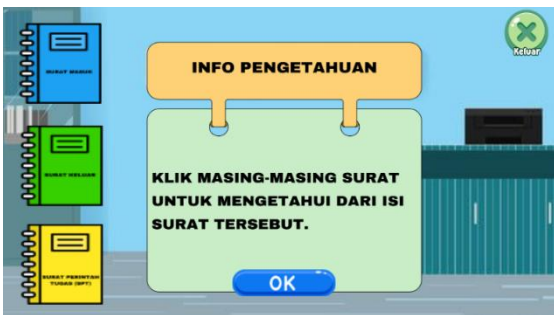 SURAT MASUK
SURAT KELUAR
SURAT PERINTAH
TUGAS (SPT)
INFO PENGETAHUAN
KLIK MASING-MASING SURAT
UNTUK MENGETAHUI DARI ISI
SURAT TERSEBUT.
OK
Keluar